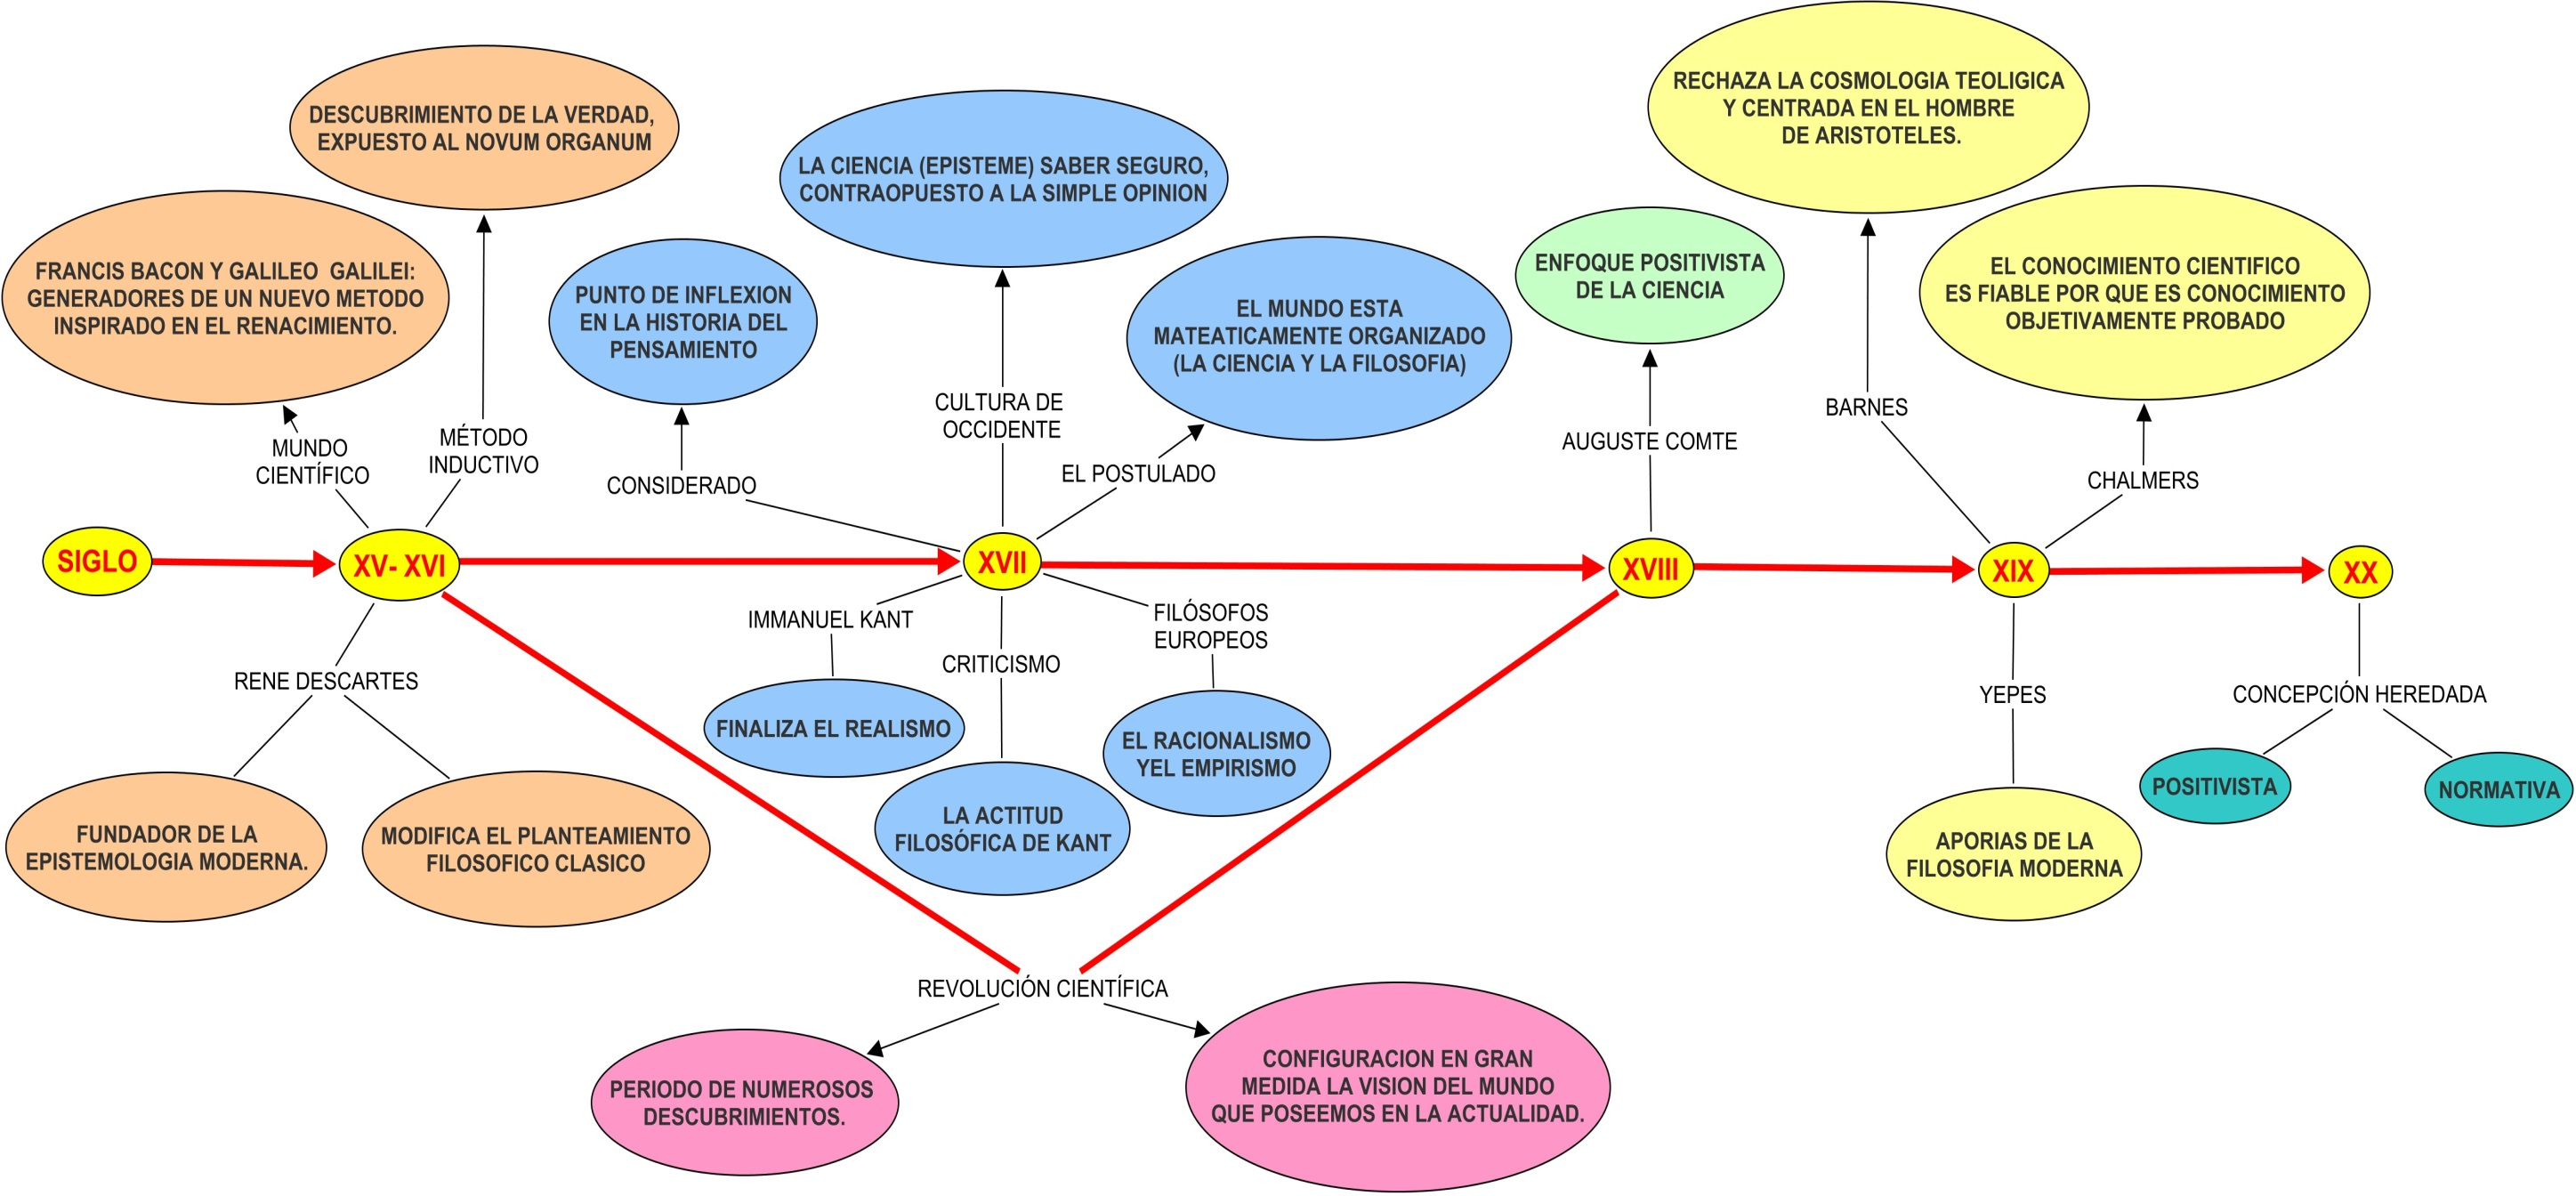 RECHAZA LA COSMOLOGIA TEOLIGICA
Y CENTRADA EN EL HOMBRE
DE ARISTOTELES.
DESCUBRIMIENTO DE LA VERDAD,
EXPUESTO AL NOVUM ORGANUM
LA CIENCIA (EPISTEME) SABER SEGURO,
CONTRAOPUESTO A LA SIMPLE OPINION
FRANCIS BACON Y GALILEO  GALILEI:
GENERADORES DE UN NUEVO METODO
INSPIRADO EN EL RENACIMIENTO.
PUNTO DE INFLEXION
EN LA HISTORIA DEL
PENSAMIENTO
EL MUNDO ESTA
MATEATICAMENTE ORGANIZADO
(LA CIENCIA Y LA FILOSOFIA)
ENFOQUE POSITIVISTA
DE LA CIENCIA
EL CONOCIMIENTO CIENTIFICO
ES FIABLE POR QUE ES CONOCIMIENTO
OBJETIVAMENTE PROBADO
MUNDO
CIENTÍFICO
MÉTODO
INDUCTIVO
CONSIDERADO
CULTURA DE
OCCIDENTE
EL POSTULADO
AUGUSTE COMTE
BARNES
CHALMERS
SIGLO
XV- XVI
XVII
XVIII
XIX
XX
RENE DESCARTES
IMMANUEL KANT
CRITICISMO
FILÓSOFOS
EUROPEOS
YEPES
CONCEPCIÓN HEREDADA
FUNDADOR DE LA
EPISTEMOLOGIA MODERNA.
MODIFICA EL PLANTEAMIENTO
FILOSOFICO CLASICO
FINALIZA EL REALISMO
LA ACTITUD
FILOSÓFICA DE KANT
EL RACIONALISMO
YEL EMPIRISMO
APORIAS DE LA
FILOSOFIA MODERNA
POSITIVISTA
NORMATIVA
REVOLUCIÓN CIENTÍFICA
PERIODO DE NUMEROSOS
DESCUBRIMIENTOS.
CONFIGURACION EN GRAN
MEDIDA LA VISION DEL MUNDO
QUE POSEEMOS EN LA ACTUALIDAD.